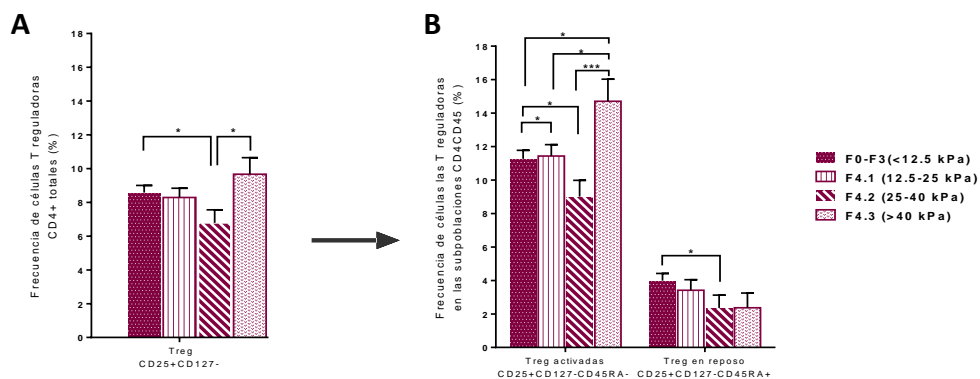 A
Frecuencia de células T reguladoras
CD4+ totales (%)
18
16
14
12
10
8
6
4
2
0
*
*
Treg
CD25+CD127-
B
Frecuencia de células las T reguladoras
en las subpoblaciones CD4CD45 (%)
18
16
14
12
10
8
6
4
2
0
*
*
***
*
*
*
Treg activadas
CD25+CD127-CD45RA-
Treg en reposo
CD25+CD127-CD45RA+
F0-F3(<12.5 kPa)
F4.1 (12.5-25 kPa)
F4.2 (25-40 kPa)
F4.3 (>40 kPa)